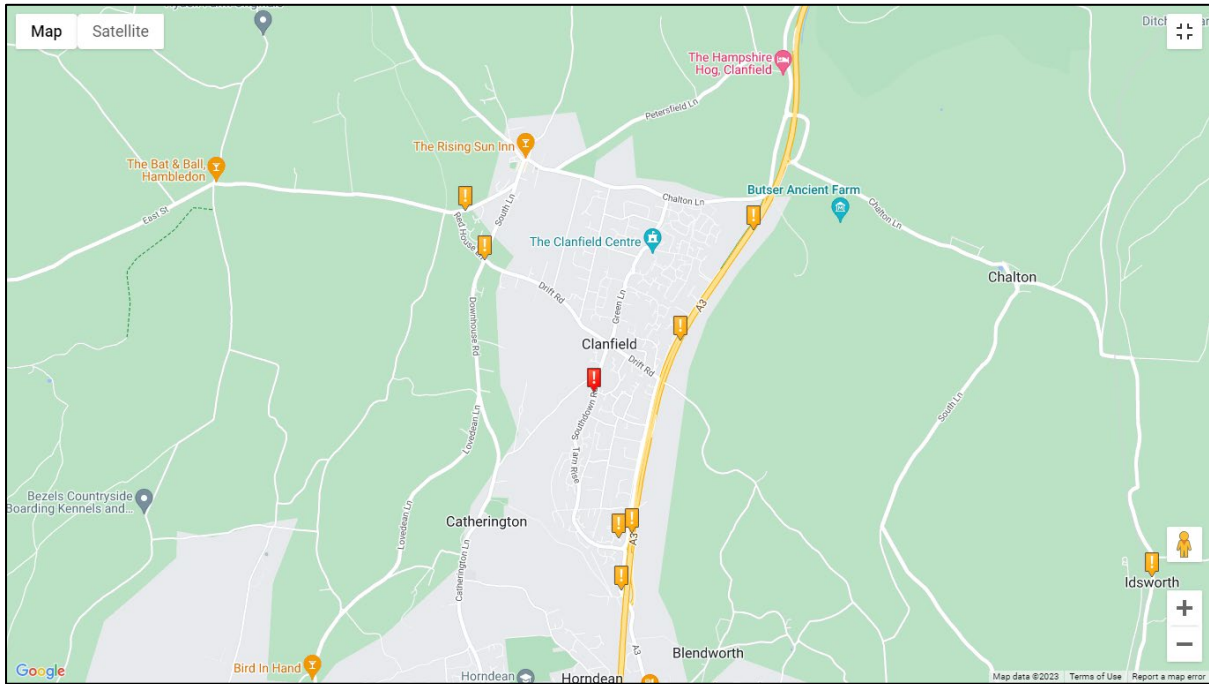 Map
Satellite
The Hampshire
Hog, Clanfield
Petersfield Ln
The Rising Sun Inn
The Bat & Ball,
Hambledon
East St
South Ln
Red House
Chalton Ln
Butser Ancient Farm
Chalton Ln
The Clanfield Centre
Chalton
Drift Rd
Green Ln
A3
Downhouse Rd
Clanfield
Drift Rd
Southdown
Lovedean Ln
South Ln
Tarn Rise
Bezels Countryside
Boarding Kennels and...
Catherington
A3
Lovedean Ln
Catherington Ln
Idsworth
A3
Blendworth
Bird In Hand
Horndean
Horndean
Google
Map data ©2023
Terms of Use
Report a map error